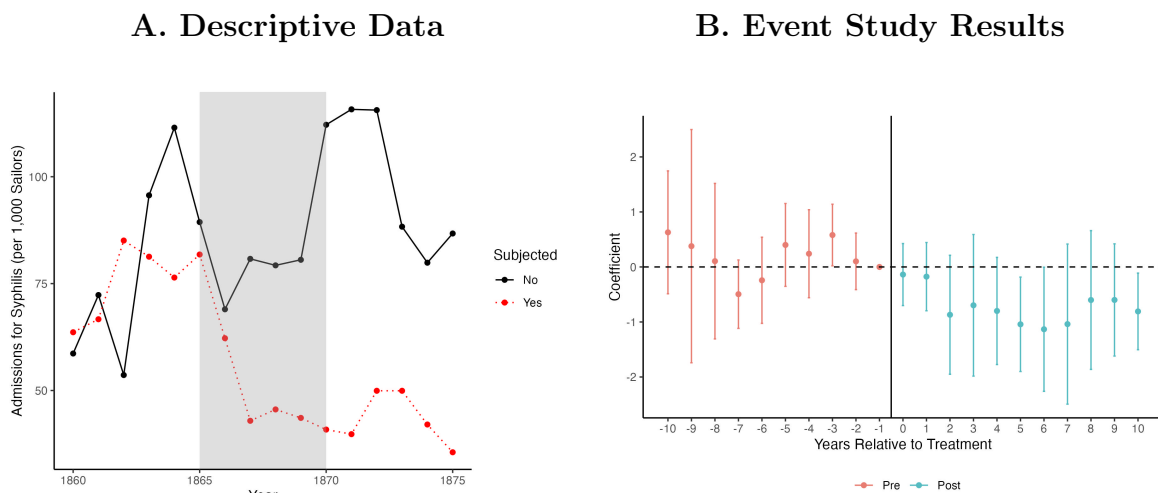 A. Descriptive Data
Admissions for Syphilis (per 1,000 Sailors)
100
75
50
1860
1865
1870
1875
Year
Subjected
No
Yes
B. Event Study Results
Coefficient
2
1
0
-1
-2
-10 -9 -8 -7 -6 -5 -4 -3 -2 -1 0 1 2 3 4 5 6 7 8 9 10
Years Relative to Treatment
Pre Post